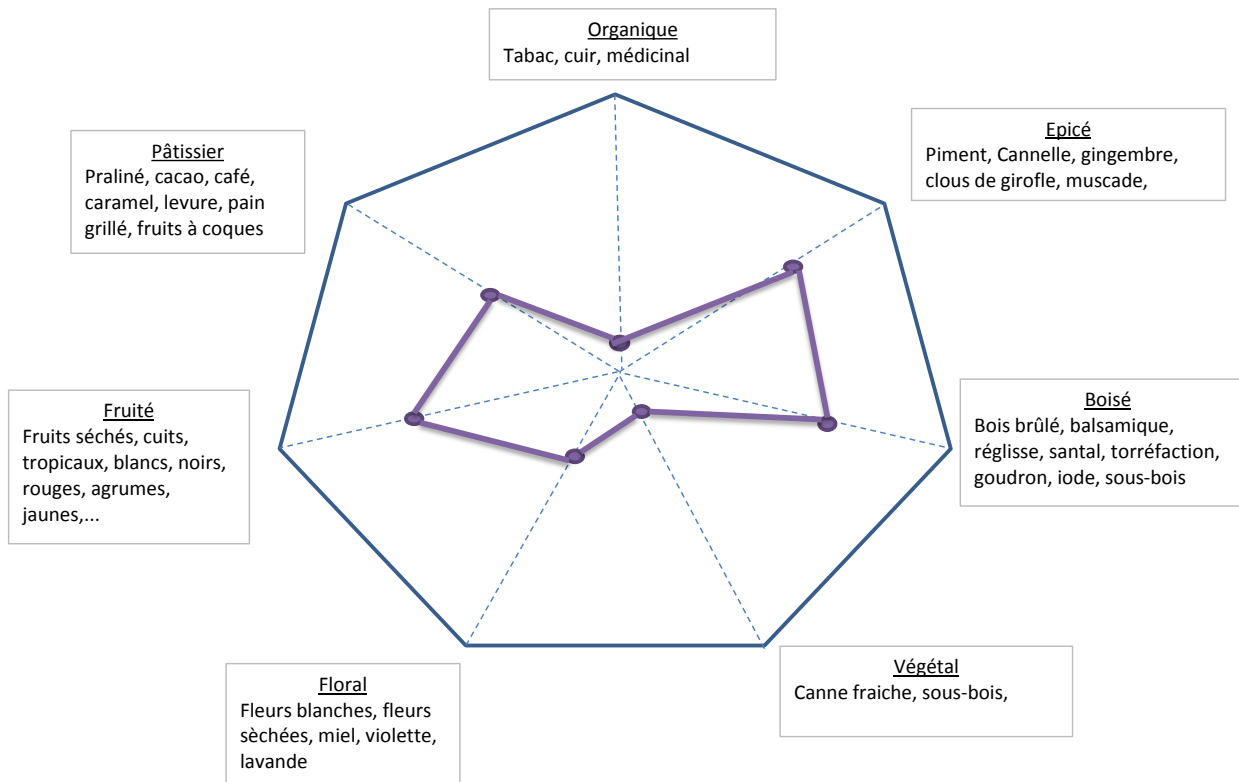 Organique
Tabac, cuir, médicinal
Epicé
Piment, Cannelle, gingembre,
clous de girofle, muscade,
Pâtissier
Praliné, cacao, café,
caramel, levure, pain
grillé, fruits à coques
Boisé
Bois brûlé, balsamique,
réglisse, santal, torréfaction,
goudron, iode, sous-bois
Fruité
Fruits séchés, cuits,
tropicaux, blancs, noirs,
rouges, agrumes,
jaunes,...
Végétal
Canne fraiche, sous-bois,
Floral
Fleurs blanches, fleurs
sèchées, miel, violette,
lavande